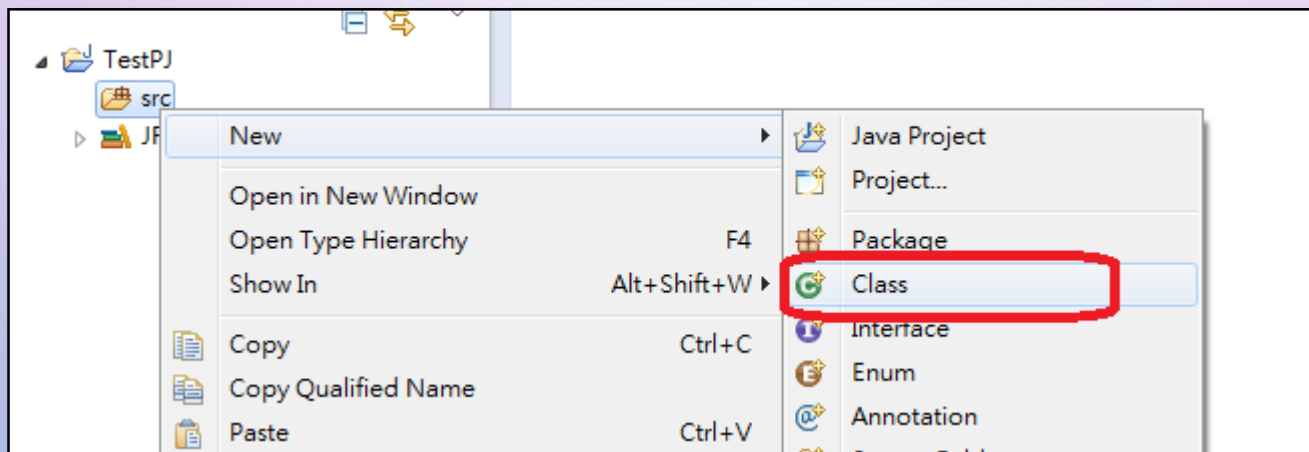 TestPJ
src
New
Open in New Window
Open Type Hierarchy F4
Show In Alt+Shift+W
Copy Ctrl+C
Copy Qualified Name
Paste Ctrl+V
Java Project
Project...
Package
Class
Interface
Enum
Annotation